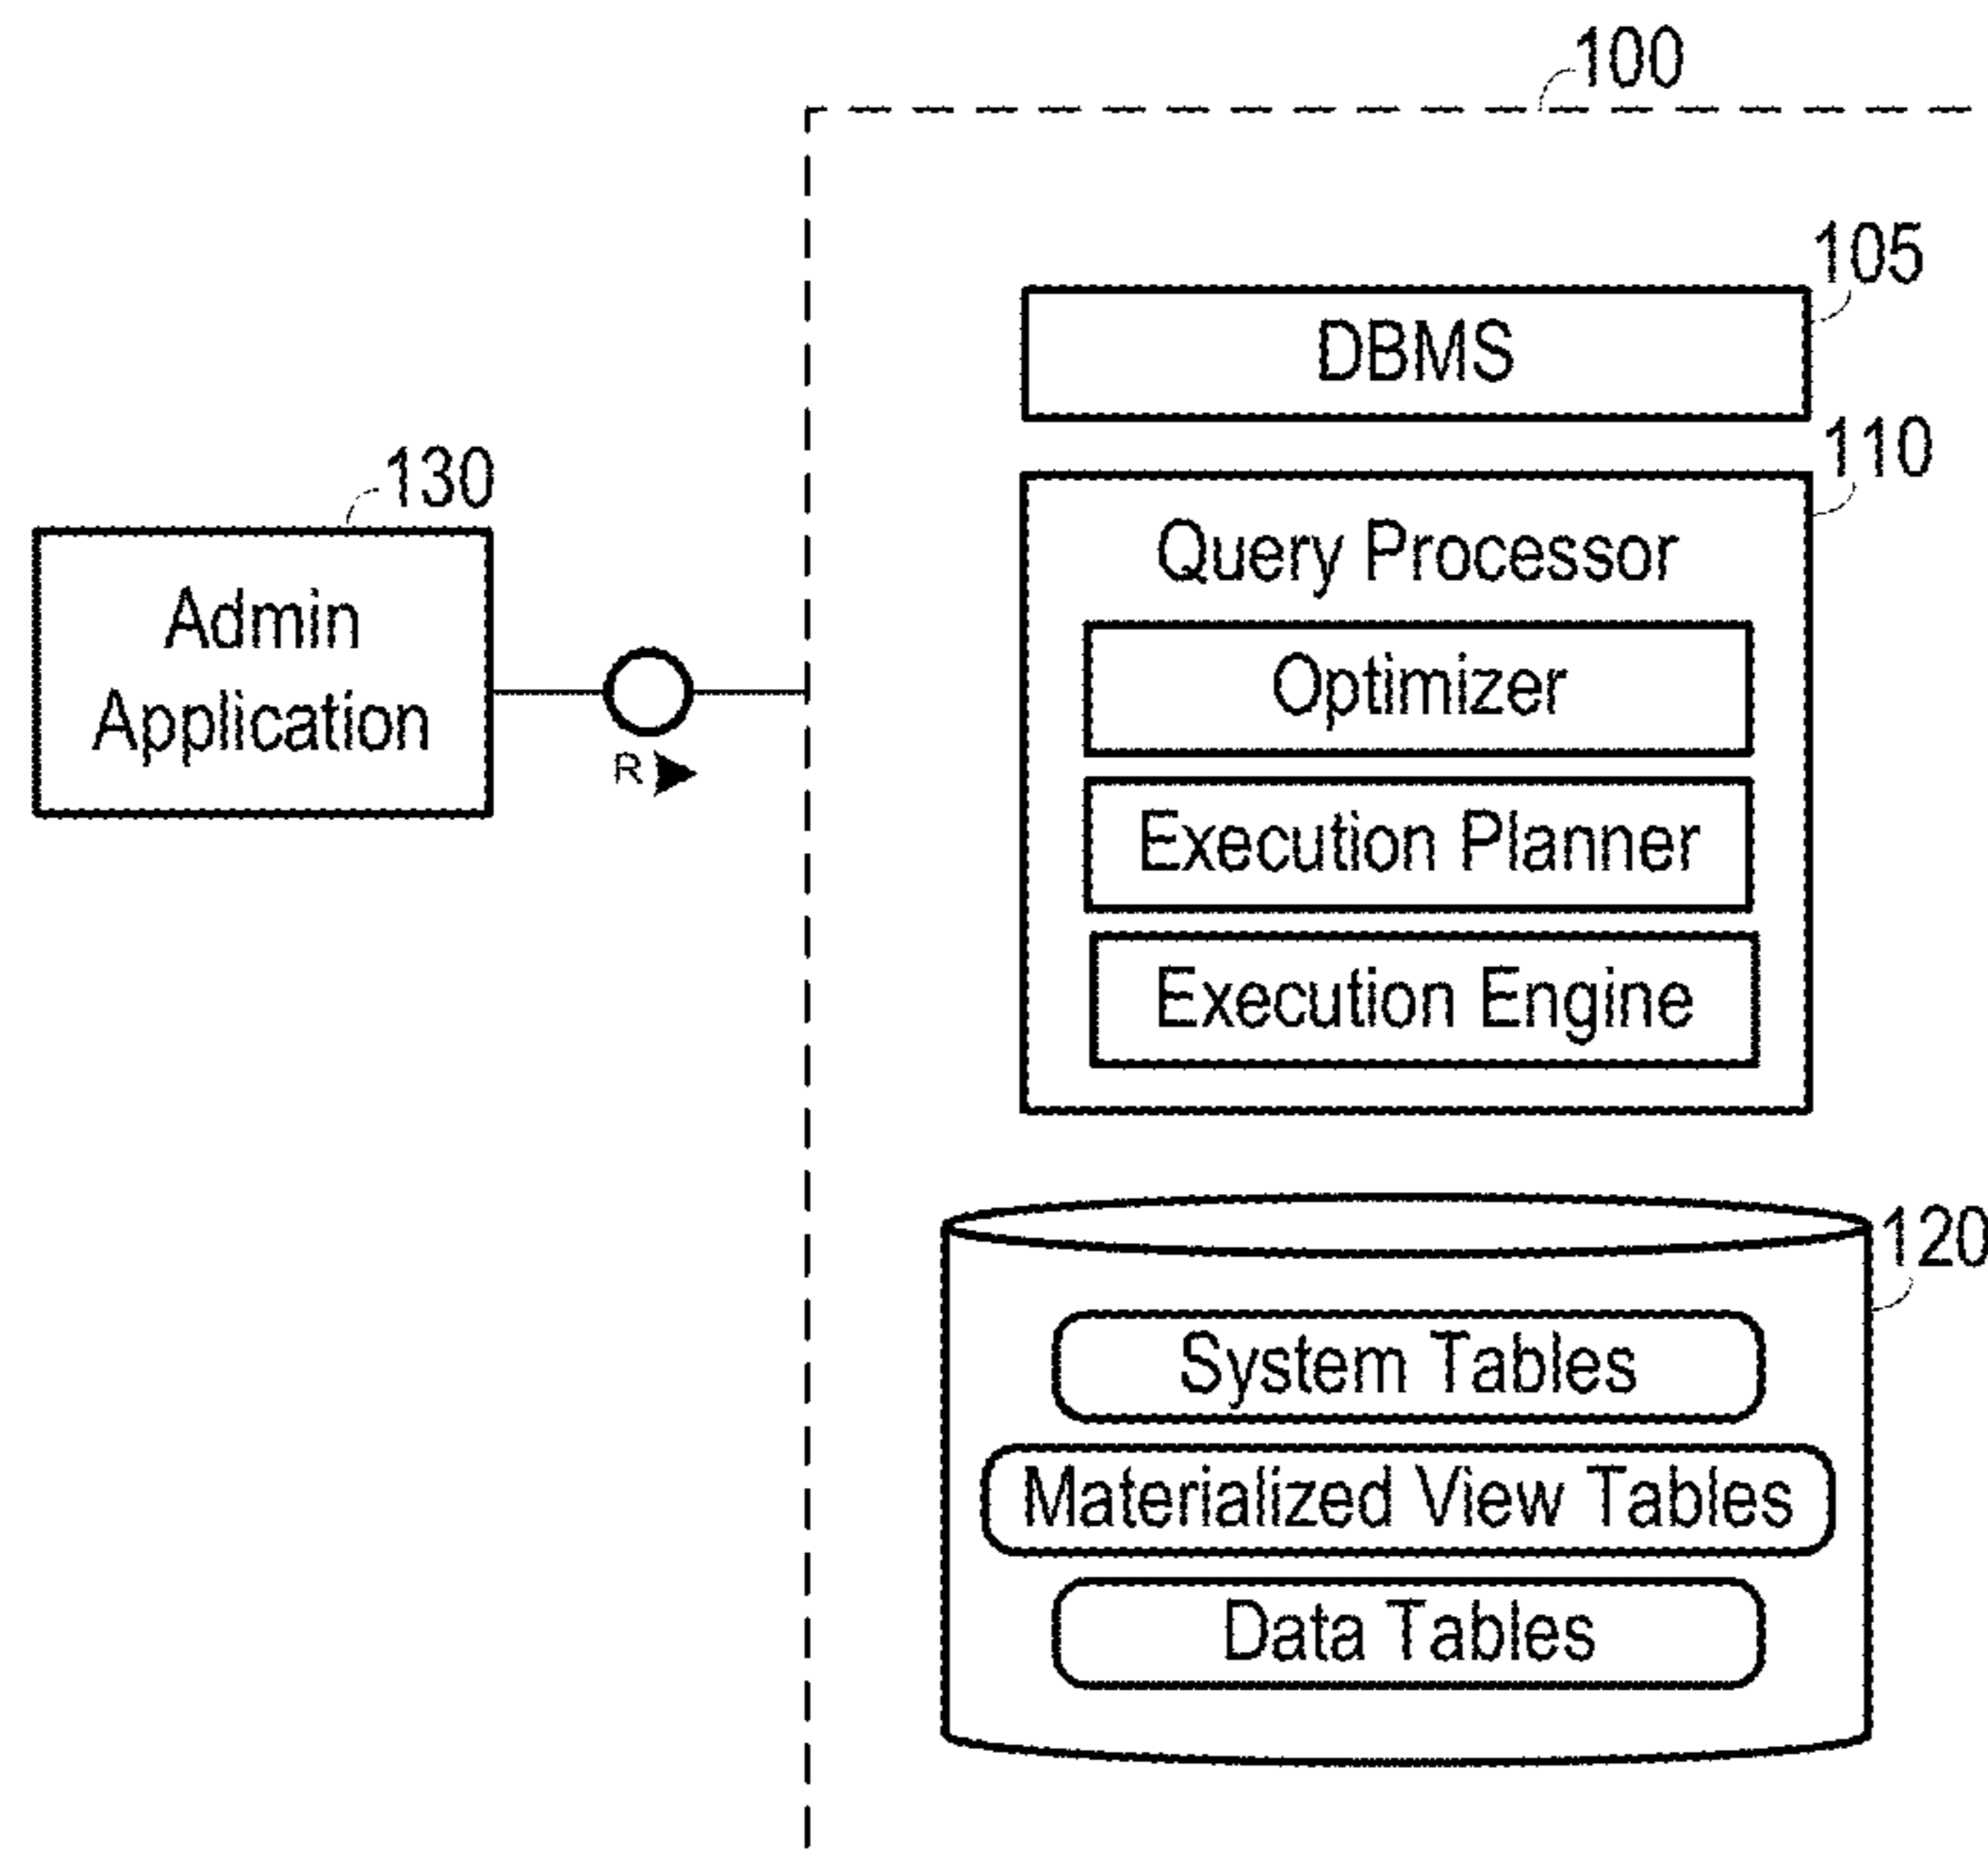 100
105
DBMS
110
130
Query Processor
Admin
Application
Optimizer
R
Execution Planner
Execution Engine
120
System Tables
Materialized View Tables
Data Tables